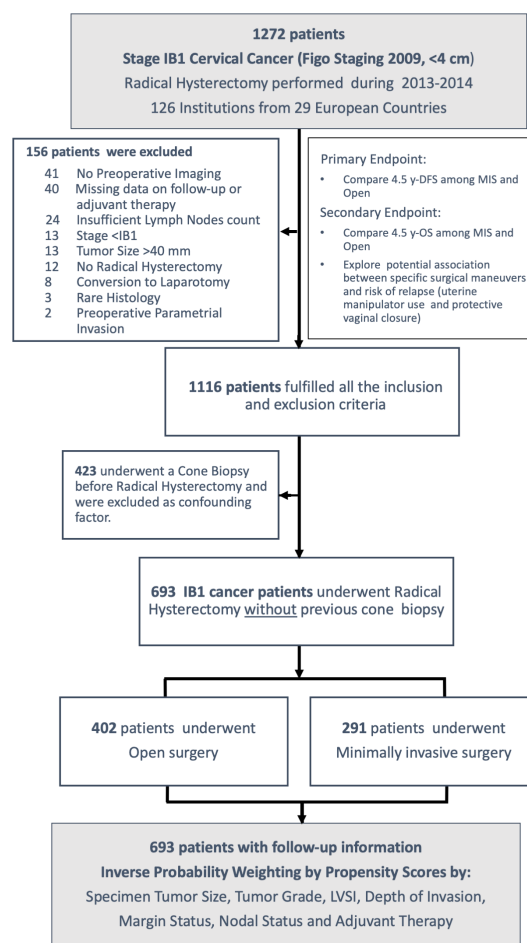 1272 patients
Stage IB1 Cervical Cancer (Figo Staging 2009, <4 cm)
Radical Hysterectomy performed during 2013-2014
126 Institutions from 29 European Countries
156 patients were excluded
41 No Preoperative Imaging
40 Missing data on follow-up or
adjuvant therapy
24 Insufficient Lymph Nodes count
13 Stage <IB1
13 Tumor Size >40 mm
12 No Radical Hysterectomy
8 Conversion to Laparotomy
3 Rare Histology
2 Preoperative Parametrial
Invasion
Primary Endpoint:
• Compare 4.5 y-DFS among MIS and
Open
Secondary Endpoint:
• Compare 4.5 y-OS among MIS and
Open
• Explore potential association
between specific surgical maneuvers
and risk of relapse (uterine
manipulator use and protective
vaginal closure)
1116 patients fulfilled all the inclusion
and exclusion criteria
423 underwent a Cone Biopsy
before Radical Hysterectomy and
were excluded as confounding
factor.
693 IB1 cancer patients underwent Radical
Hysterectomy without previous cone biopsy
402 patients underwent
Open surgery
291 patients underwent
Minimally invasive surgery
693 patients with follow-up information
Inverse Probability Weighting by Propensity Scores by:
Specimen Tumor Size, Tumor Grade, LVSI, Depth of Invasion,
Margin Status, Nodal Status and Adjuvant Therapy